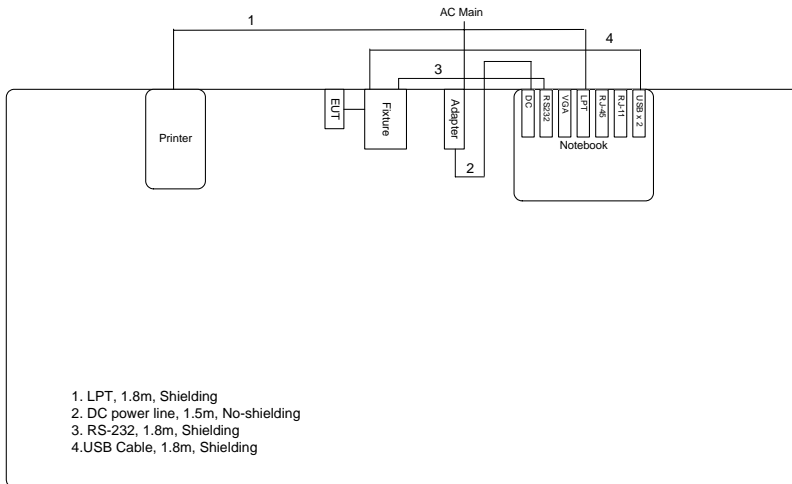 AC Main
1
4
3
EUT
Fixture
Adapter
DC
RS232
VGA
LPT
RJ-45
RJ-11
USB x 2
Printer
Notebook
2
1. LPT, 1.8m, Shielding
2. DC power line, 1.5m, No-shielding
3. RS-232, 1.8m, Shielding
4.USB Cable, 1.8m, Shielding